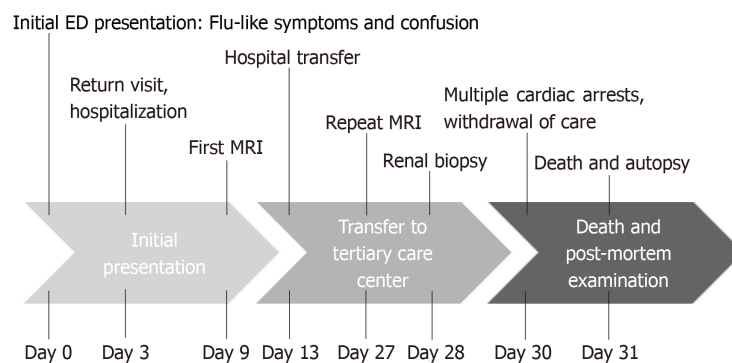 Initial ED presentation: Flu-like symptoms and confusion
Hospital transfer
Return visit,
hospitalization
Multiple cardiac arrests,
withdrawal of care
First MRI
Repeat MRI
Renal biopsy
Death and autopsy
Initial
presentation
Transfer to
tertiary care
center
Death and
post-mortem
examination
Day 0
Day 3
Day 9
Day 13
Day 27
Day 28
Day 30
Day 31